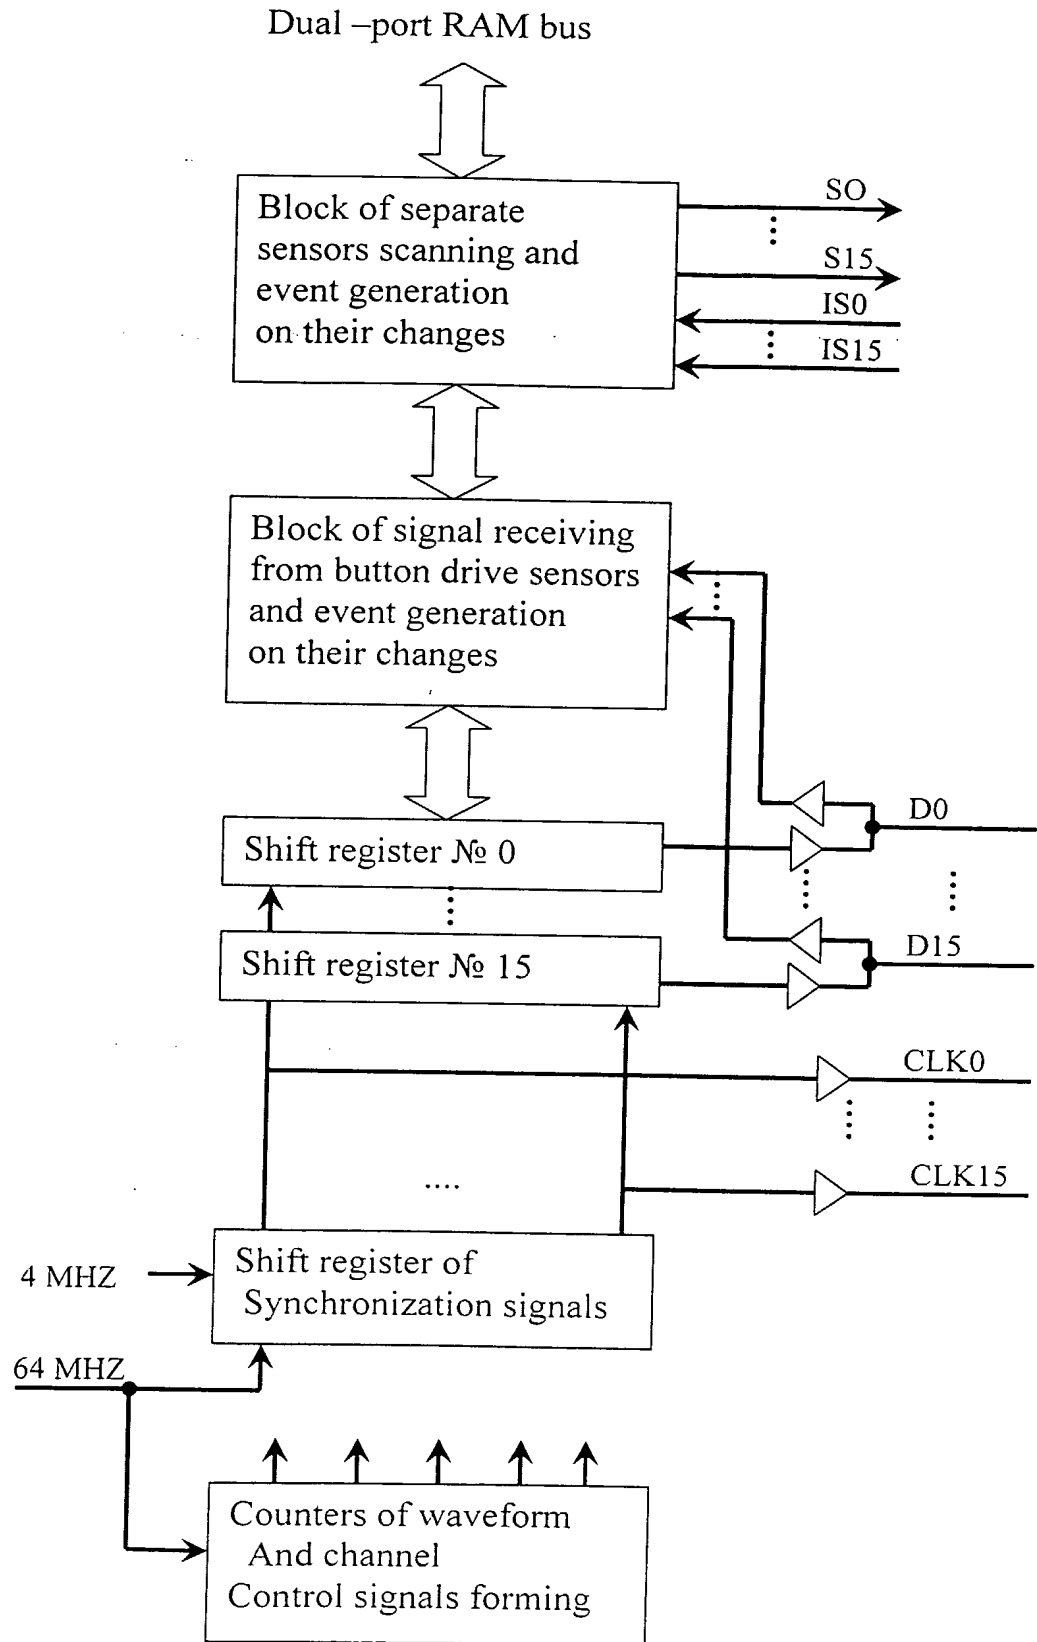 Dual –port RAM bus
Block of separate
sensors scanning and
event generation
on their changes
SO
S15
IS0
IS15
Block of signal receiving
from button drive sensors
and event generation
on their changes
Shift register № 0
D0
Shift register № 15
D15
CLK0
CLK15
Shift register of
Synchronization signals
4 MHZ
64 MHZ
Counters of waveform
And channel
Control signals forming